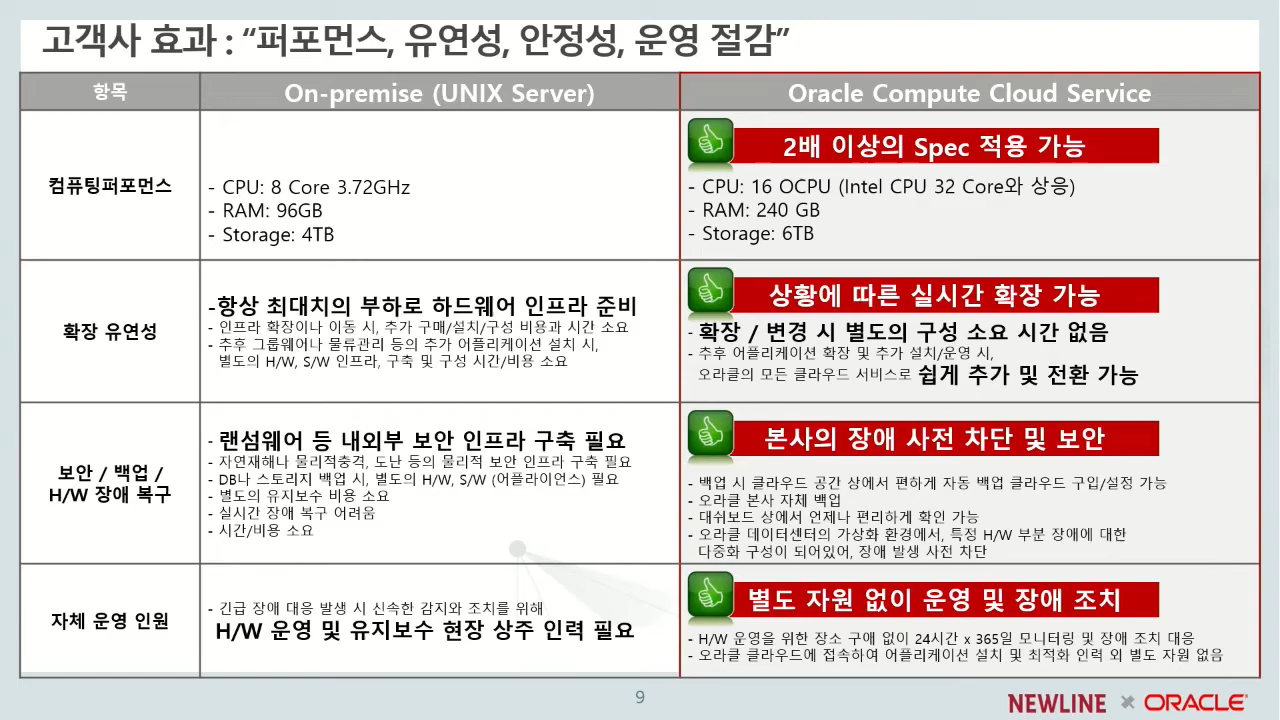 고객사 효과 : “퍼포먼스, 유연성, 안정성, 운영 절감”
항목
On-premise (UNIX Server)
Oracle Compute Cloud Service
컴퓨팅퍼포먼스
- CPU: 8 Core 3.72GHz
- RAM: 96GB
- Storage: 4TB
2배 이상의 Spec 적용 가능
- CPU: 16 OCPU (Intel CPU 32 Core와 상응)
- RAM: 240 GB
- Storage: 6TB
확장 유연성
-항상 최대치의 부하로 하드웨어 인프라 준비
- 인프라 확장이나 이동 시, 추가 구매/설치/구성 비용과 시간 소요
- 추후 그룹웨어나 물류관리 등의 추가 어플리케이션 설치 시,
별도의 H/W, S/W 인프라, 구축 및 구성 시간/비용 소요
상황에 따른 실시간 확장 가능
- 확장 / 변경 시 별도의 구성 소요 시간 없음
- 추후 어플리케이션 확장 및 추가 설치/운영 시,
오라클의 모든 클라우드 서비스로 쉽게 추가 및 전환 가능
보안 / 백업 /
H/W 장애 복구
- 랜섬웨어 등 내외부 보안 인프라 구축 필요
- 자연재해나 물리적충격, 도난 등의 물리적 보안 인프라 구축 필요
- DB나 스토리지 백업 시, 별도의 H/W, S/W (어플라이언스) 필요
- 별도의 유지보수 비용 소요
- 실시간 장애 복구 어려움
- 시간/비용 소요
본사의 장애 사전 차단 및 보안
- 백업 시 클라우드 공간 상에서 편하게 자동 백업 클라우드 구입/설정 가능
- 오라클 본사 자체 백업
- 대쉬보드 상에서 언제나 편리하게 확인 가능
- 오라클 데이터센터의 가상화 환경에서, 특정 H/W 부분 장애에 대한
다중화 구성이 되어있어, 장애 발생 사전 차단
자체 운영 인원
- 긴급 장애 대응 발생 시 신속한 감지와 조치를 위해
H/W 운영 및 유지보수 현장 상주 인력 필요
별도 자원 없이 운영 및 장애 조치
- H/W 운영을 위한 장소 구애 없이 24시간 x 365일 모니터링 및 장애 조치 대응
- 오라클 클라우드에 접속하여 어플리케이션 설치 및 최적화 인력 외 별도 자원 없음
9
NEWLINE × ORACLE